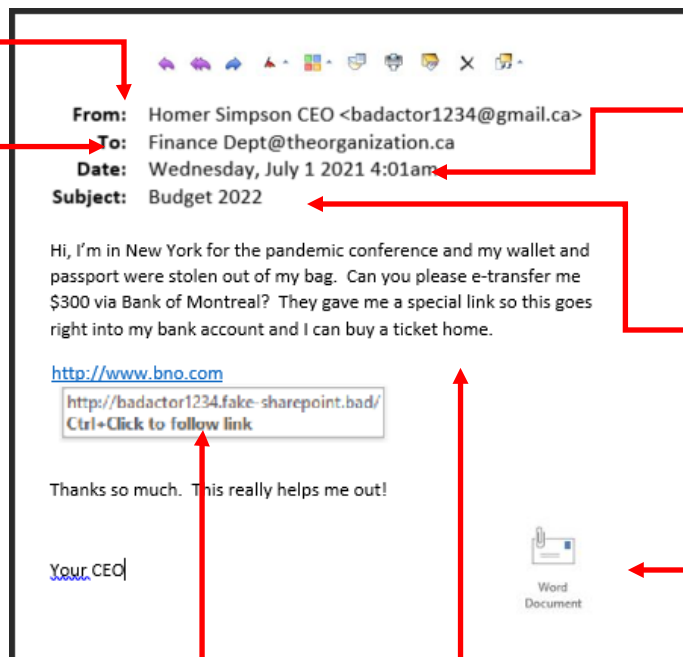 From: Homer Simpson CEO <badactor1234@gmail.ca>
To: Finance Dept@theorganization.ca
Date: Wednesday, July 1 2021 4:01am
Subject: Budget 2022
Hi, I'm in New York for the pandemic conference and my wallet and
passport were stolen out of my bag.  Can you please e-transfer me
$300 via Bank of Montreal?  They gave me a special link so this goes
right into my bank account and I can buy a ticket home.
http://www.bno.com
http://badactor1234.fake-sharepoint.bad/
Ctrl+Click to follow link
Thanks so much.  This really helps me out!
Your CEO
Word
Document